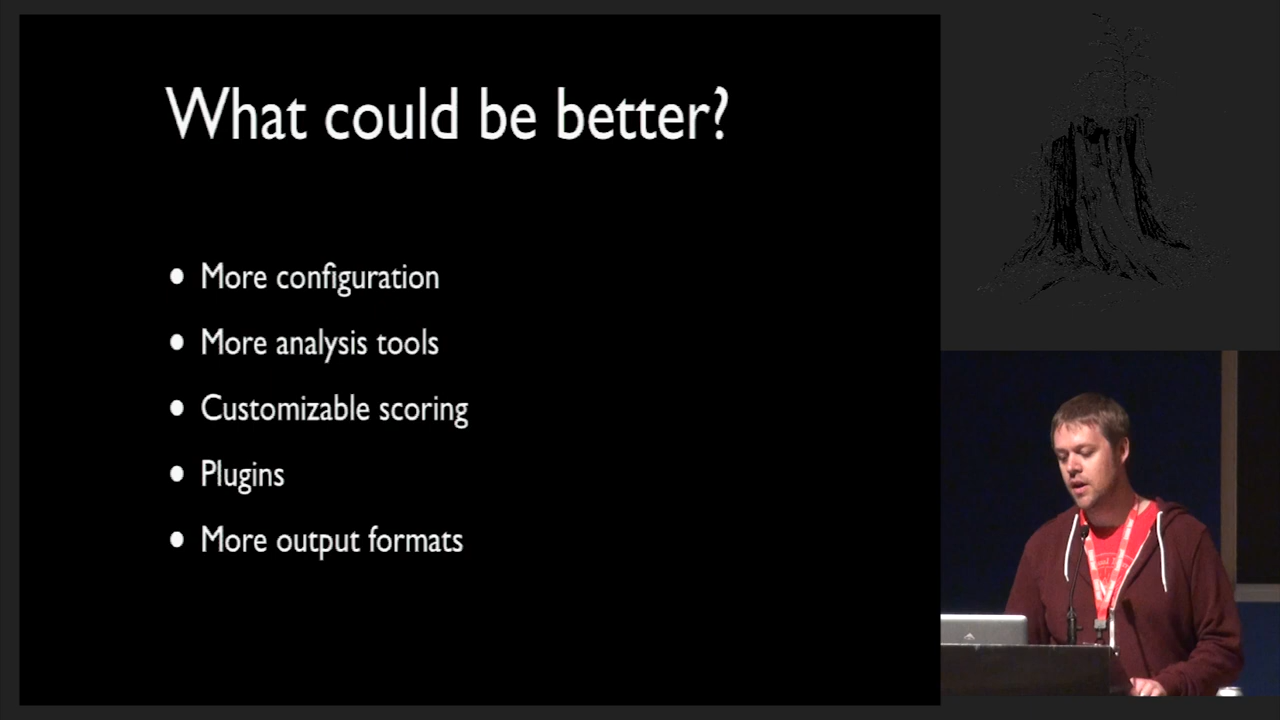 What could be better?
• More configuration
• More analysis tools
• Customizable scoring
• Plugins
• More output formats